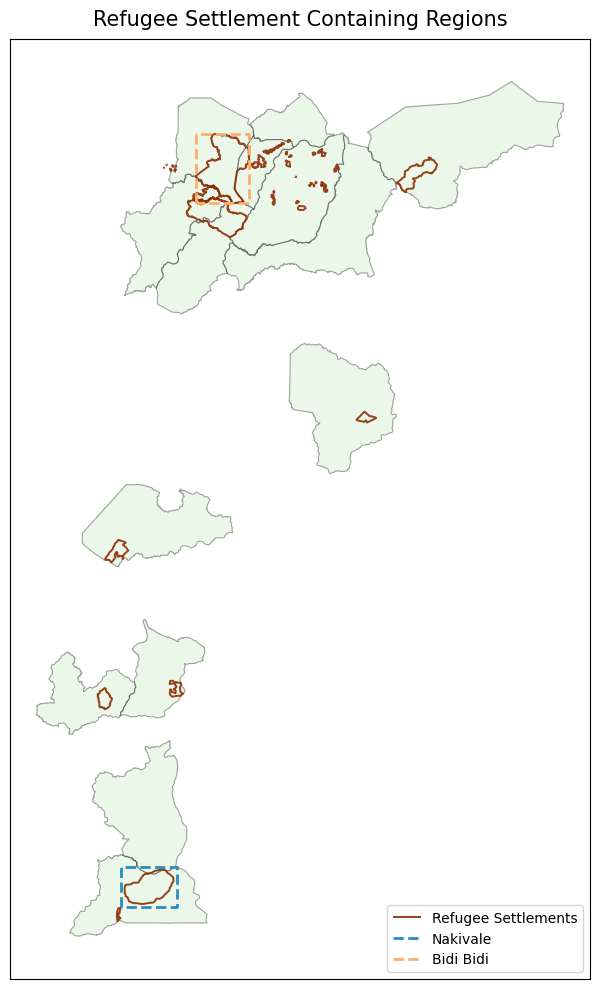 Refugee Settlement Containing Regions
Refugee Settlements
Nakivale
Bidi Bidi